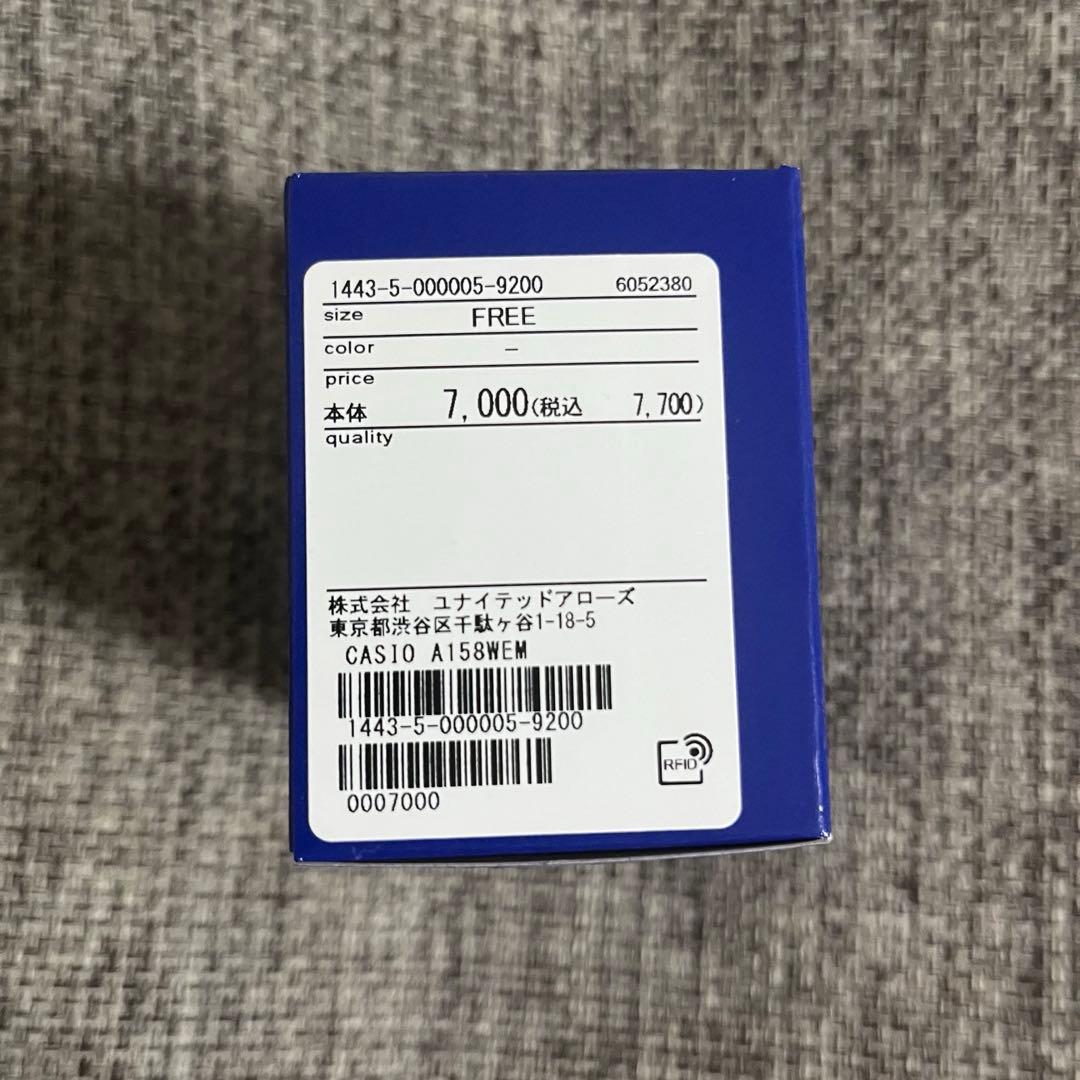 1443-5-000005-9200 6052380
size FREE
color –
price
本体 7,000(税込 7,700)
quality
株式会社 ユナイテッドアローズ
東京都渋谷区千駄ヶ谷1-18-5
CASIO A158WEM
1443-5-000005-9200
0007000
RFID